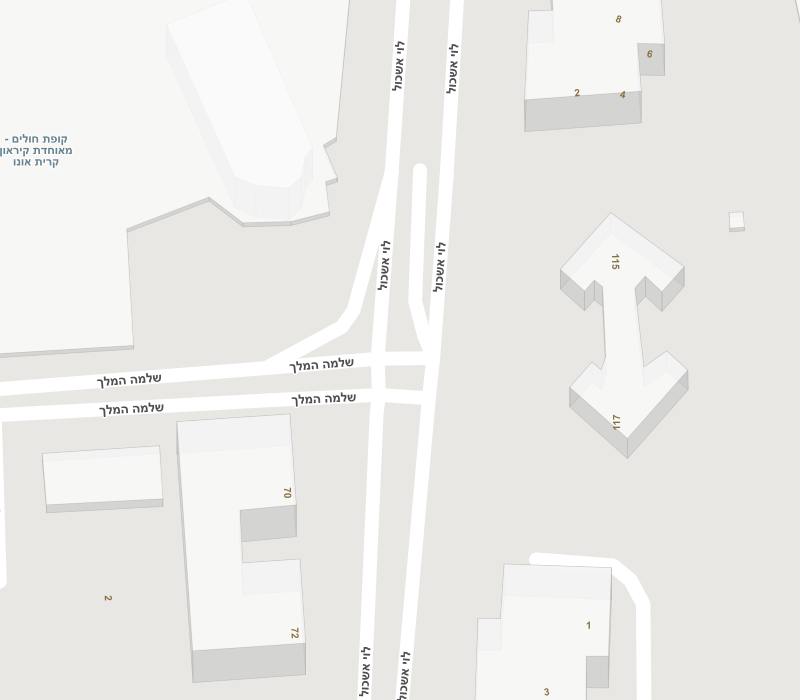 8
לוי אשכול
לוי אשכול
6
2
4
קופת חולים -
מאוחדת קיראון
קרית אונו
לוי אשכול
לוי אשכול
115
שלמה המלך
שלמה המלך
שלמה המלך
שלמה המלך
117
70
2
1
72
לוי אשכול
לוי אשכול
3